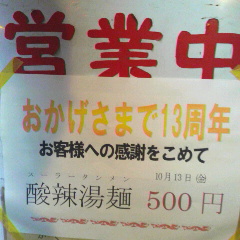 営業中
おかげさまで13周年
お客様への感謝をこめて
スーラータンメン 10月13日㊎
酸辣湯麺 500円